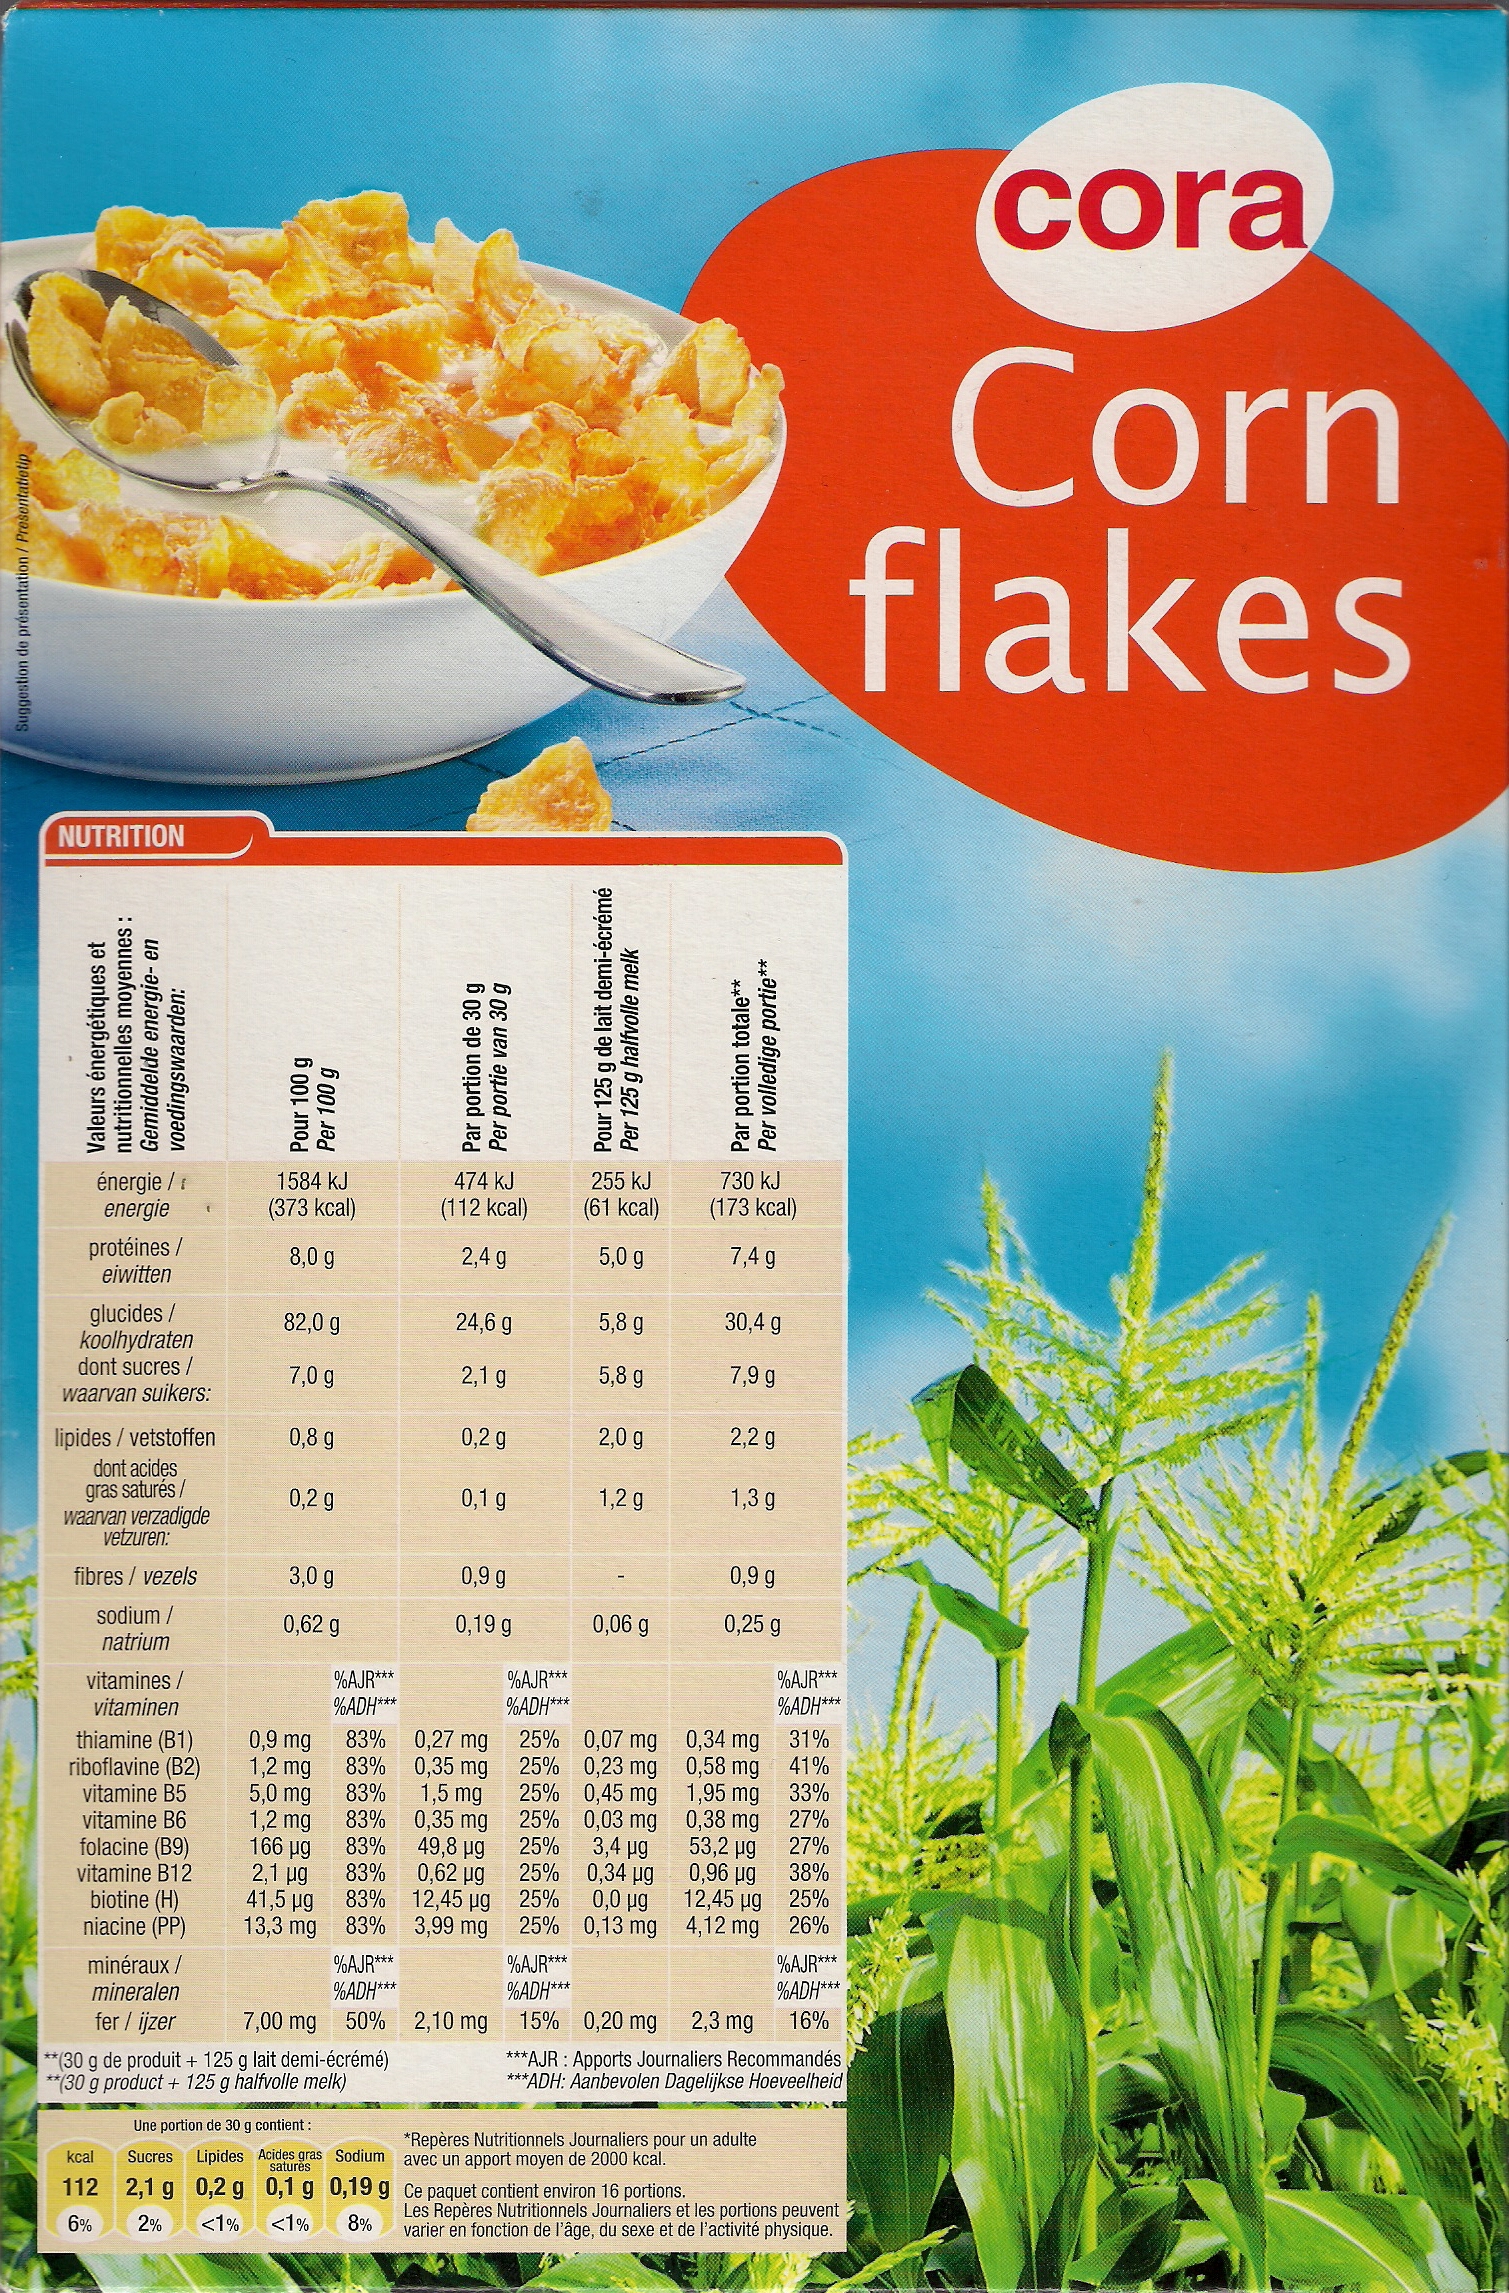 cora
Corn
flakes
Suggestion de présentation / Presentatietip
NUTRITION
Valeurs énergétiques et
nutritionnelles moyennes :
Gemiddelde energie- en
voedingswaarden:
Pour 100 g
Per 100 g
Par portion de 30 g
Per portie van 30 g
Pour 125 g de lait demi-écrémé
Per 125 g halfvolle melk
Par portion totale**
Per volledige portie**
énergie / 1584 kJ 474 kJ 255 kJ 730 kJ
energie (373 kcal) (112 kcal) (61 kcal) (173 kcal)
protéines /
eiwitten 8,0 g 2,4 g 5,0 g 7,4 g
glucides /
koolhydraten 82,0 g 24,6 g 5,8 g 30,4 g
dont sucres /
waarvan suikers: 7,0 g 2,1 g 5,8 g 7,9 g
lipides / vetstoffen 0,8 g 0,2 g 2,0 g 2,2 g
dont acides
gras saturés /
waarvan verzadigde
vetzuren: 0,2 g 0,1 g 1,2 g 1,3 g
fibres / vezels 3,0 g 0,9 g - 0,9 g
sodium /
natrium 0,62 g 0,19 g 0,06 g 0,25 g
vitamines / %AJR*** %AJR*** %AJR***
vitaminen %ADH*** %ADH*** %ADH***
thiamine (B1) 0,9 mg 83% 0,27 mg 25% 0,07 mg 0,34 mg 31%
riboflavine (B2) 1,2 mg 83% 0,35 mg 25% 0,23 mg 0,58 mg 41%
vitamine B5 5,0 mg 83% 1,5 mg 25% 0,45 mg 1,95 mg 33%
vitamine B6 1,2 mg 83% 0,35 mg 25% 0,03 mg 0,38 mg 27%
folacine (B9) 166 µg 83% 49,8 µg 25% 3,4 µg 53,2 µg 27%
vitamine B12 2,1 µg 83% 0,62 µg 25% 0,34 µg 0,96 µg 38%
biotine (H) 41,5 µg 83% 12,45 µg 25% 0,0 µg 12,45 µg 25%
niacine (PP) 13,3 mg 83% 3,99 mg 25% 0,13 mg 4,12 mg 26%
minéraux / %AJR*** %AJR*** %AJR***
mineralen %ADH*** %ADH*** %ADH***
fer / ijzer 7,00 mg 50% 2,10 mg 15% 0,20 mg 2,3 mg 16%
**(30 g de produit + 125 g lait demi-écrémé)
**(30 g product + 125 g halfvolle melk)
***AJR : Apports Journaliers Recommandés
***ADH: Aanbevolen Dagelijkse Hoeveelheid
Une portion de 30 g contient :
kcal Sucres Lipides Acides gras saturés Sodium
112 2,1 g 0,2 g 0,1 g 0,19 g
6% 2% <1% <1% 8%
*Repères Nutritionnels Journaliers pour un adulte
avec un apport moyen de 2000 kcal.
Ce paquet contient environ 16 portions.
Les Repères Nutritionnels Journaliers et les portions peuvent
varier en fonction de l'âge, du sexe et de l'activité physique.